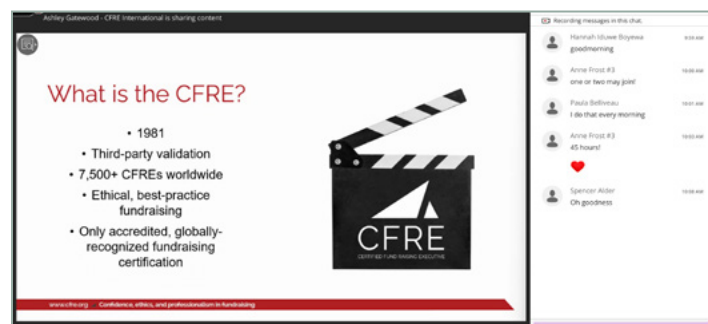 Ashley Gatewood - CFRE International is sharing content
What is the CFRE?
• 1981
• Third-party validation
• 7,500+ CFREs worldwide
• Ethical, best-practice
fundraising
• Only accredited, globally-
recognized fundraising
certification
CFRE
CERTIFIED FUND RAISING EXECUTIVE
www.cfre.org Confidence, ethics, and professionalism in fundraising
Recording messages in this chat.
Hannah Iduwe Boyewa
goodmorning
Anne Frost #3
one or two may join!
Paula Belliveau
I do that every morning
Anne Frost #3
45 hours!
Spencer Alder
Oh goodness